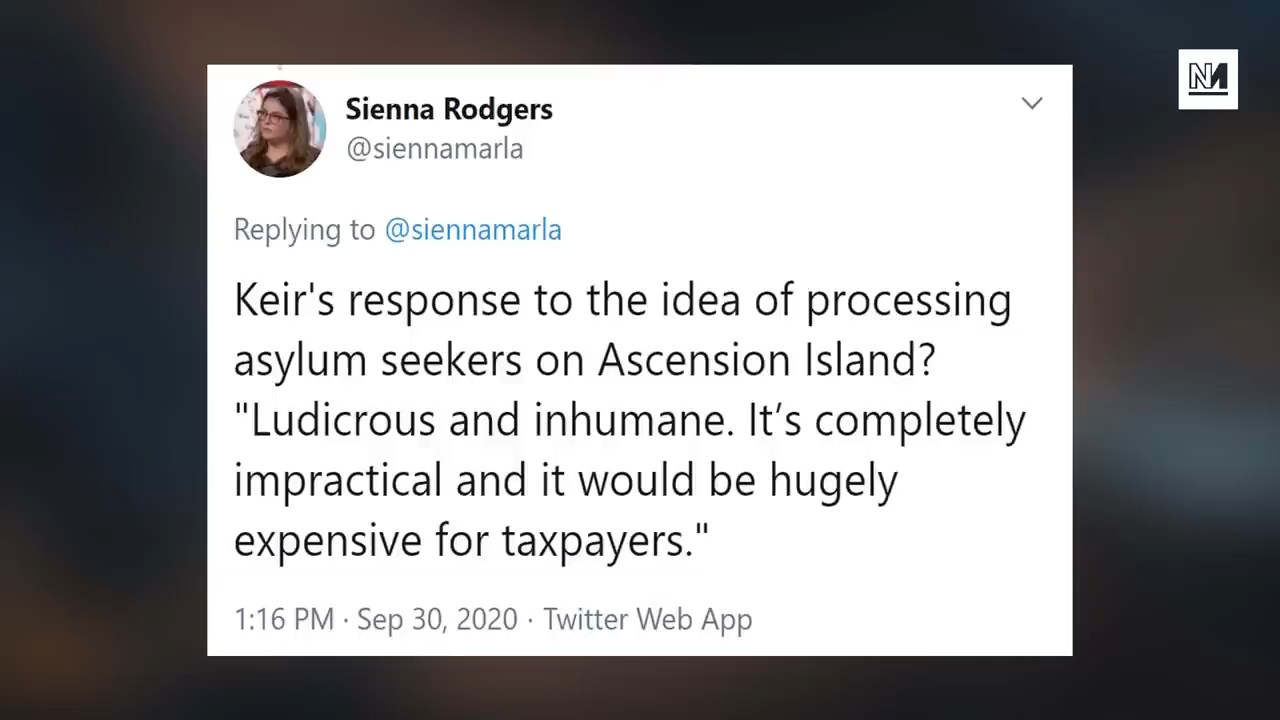 NM
Sienna Rodgers
@siennamarla
Replying to @siennamarla
Keir's response to the idea of processing
asylum seekers on Ascension Island?
"Ludicrous and inhumane. It’s completely
impractical and it would be hugely
expensive for taxpayers."
1:16 PM · Sep 30, 2020 · Twitter Web App